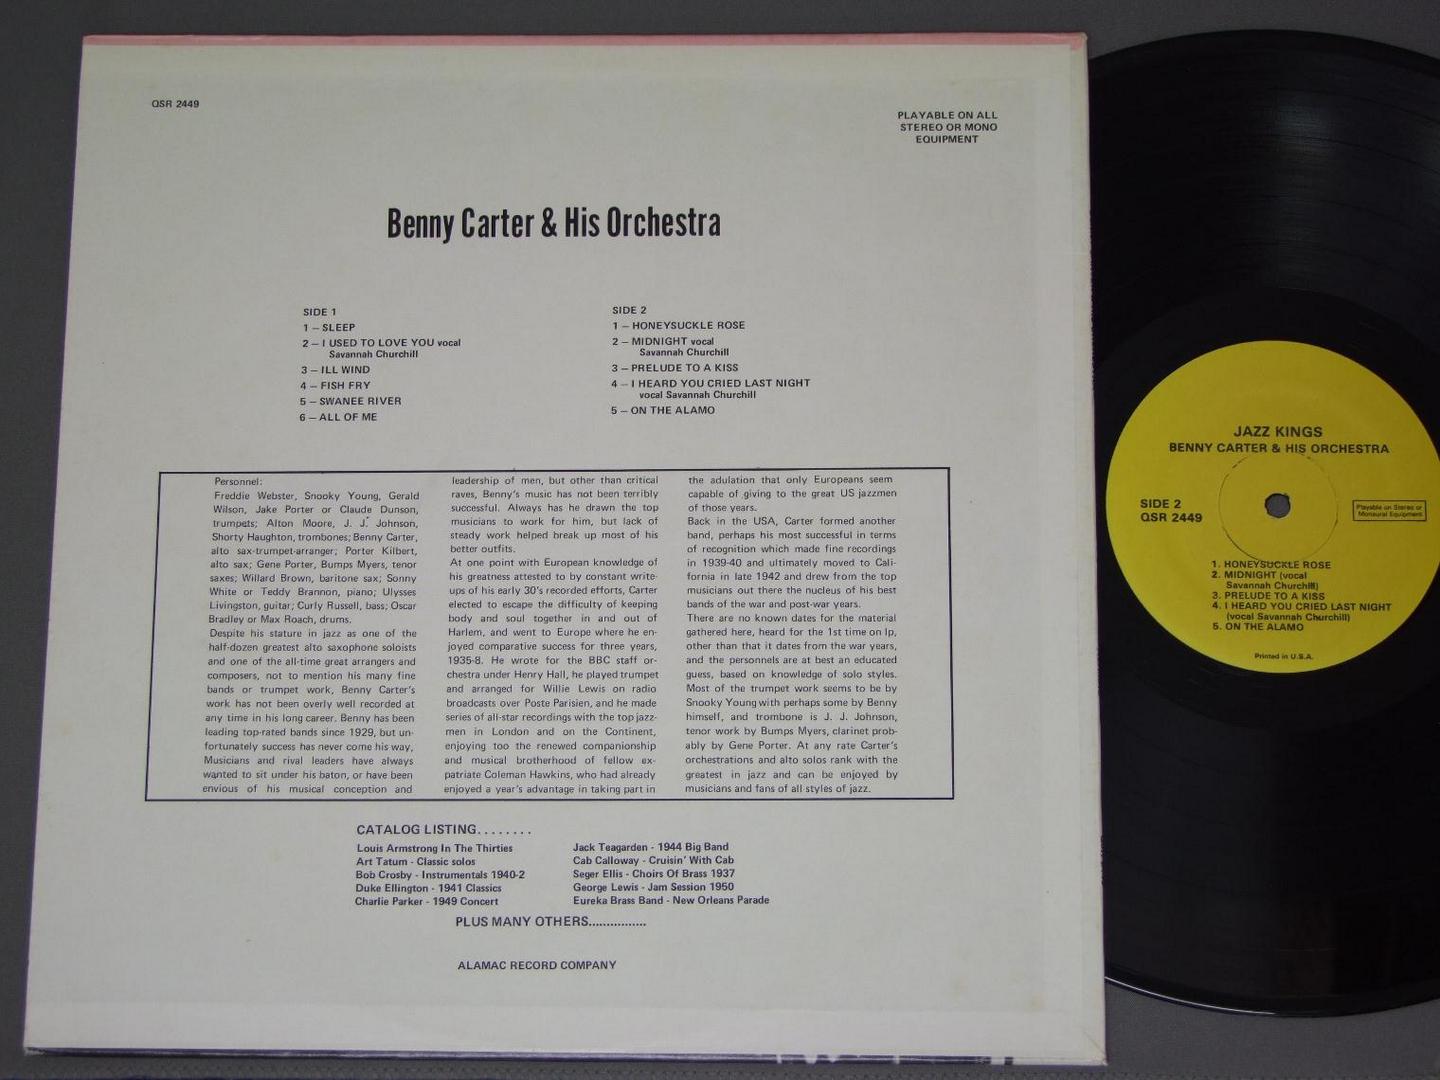 QSR 2449
PLAYABLE ON ALL
STEREO OR MONO
EQUIPMENT
Benny Carter & His Orchestra
SIDE 1
1 – SLEEP
2 – I USED TO LOVE YOU vocal
Savannah Churchill
3 – ILL WIND
4 – FISH FRY
5 – SWANEE RIVER
6 – ALL OF ME
SIDE 2
1 – HONEYSUCKLE ROSE
2 – MIDNIGHT vocal
Savannah Churchill
3 – PRELUDE TO A KISS
4 – I HEARD YOU CRIED LAST NIGHT
vocal Savannah Churchill
5 – ON THE ALAMO
Personnel:
Freddie Webster, Snooky Young, Gerald
Wilson, Jake Porter or Claude Dunson,
trumpets; Alton Moore, J. J. Johnson,
Shorty Haughton, trombones; Benny Carter,
alto sax-trumpet-arranger; Porter Kilbert,
alto sax; Gene Porter, Bumps Myers, tenor
saxes; Willard Brown, baritone sax; Sonny
White or Teddy Brannon, piano; Ulysses
Livingston, guitar; Curly Russell, bass; Oscar
Bradley or Max Roach, drums.
Despite his stature in jazz as one of the
half-dozen greatest alto saxophone soloists
and one of the all-time great arrangers and
composers, not to mention his many fine
bands or trumpet work, Benny Carter's
work has not been overly well recorded at
any time in his long career. Benny has been
leading top-rated bands since 1929, but un-
fortunately success has never come his way,
Musicians and rival leaders have always
wanted to sit under his baton, or have been
envious of his musical conception and
leadership of men, but other than critical
raves, Benny's music has not been terribly
successful. Always has he drawn the top
musicians to work for him, but lack of
steady work helped break up most of his
better outfits.
At one point with European knowledge of
his greatness attested to by constant write-
ups of his early 30's recorded efforts, Carter
elected to escape the difficulty of keeping
body and soul together in and out of
Harlem, and went to Europe where he en-
joyed comparative success for three years,
1935-8. He wrote for the BBC staff or-
chestra under Henry Hall, he played trumpet
and arranged for Willie Lewis on radio
broadcasts over Poste Parisien, and he made
series of all-star recordings with the top jazz-
men in London and on the Continent,
enjoying too the renewed companionship
and musical brotherhood of fellow ex-
patriate Coleman Hawkins, who had already
enjoyed a year's advantage in taking part in
the adulation that only Europeans seem
capable of giving to the great US jazzmen
of those years.
Back in the USA, Carter formed another
band, perhaps his most successful in terms
of recognition which made fine recordings
in 1939-40 and ultimately moved to Cali-
fornia in late 1942 and drew from the top
musicians out there the nucleus of his best
bands of the war and post-war years.
There are no known dates for the material
gathered here, heard for the 1st time on lp,
other than that it dates from the war years,
and the personnels are at best an educated
guess, based on knowledge of solo styles.
Most of the trumpet work seems to be by
Snooky Young with perhaps some by Benny
himself, and trombone is J. J. Johnson,
tenor work by Bumps Myers, clarinet prob-
ably by Gene Porter. At any rate Carter's
orchestrations and alto solos rank with the
greatest in jazz and can be enjoyed by
musicians and fans of all styles of jazz.
CATALOG LISTING........
Louis Armstrong In The Thirties
Art Tatum - Classic solos
Bob Crosby - Instrumentals 1940-2
Duke Ellington - 1941 Classics
Charlie Parker - 1949 Concert
Jack Teagarden - 1944 Big Band
Cab Calloway - Cruisin' With Cab
Seger Ellis - Choirs Of Brass 1937
George Lewis - Jam Session 1950
Eureka Brass Band - New Orleans Parade
PLUS MANY OTHERS...............
ALAMAC RECORD COMPANY
JAZZ KINGS
BENNY CARTER & HIS ORCHESTRA
SIDE 2
QSR 2449
Playable on Stereo or
Monaural Equipment
1. HONEYSUCKLE ROSE
2. MIDNIGHT (vocal
Savannah Churchill)
3. PRELUDE TO A KISS
4. I HEARD YOU CRIED LAST NIGHT
(vocal Savannah Churchill)
5. ON THE ALAMO
Printed in U.S.A.